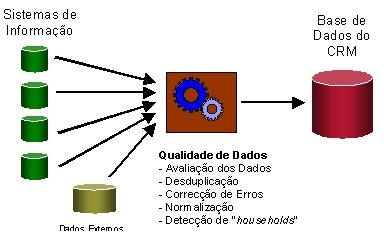 Sistemas de
Informação
Base de
Dados do
CRM
Qualidade de Dados
- Avaliação dos Dados
- Desduplicação
- Correcção de Erros
- Normalização
- Detecção de "households"
Dados Externos